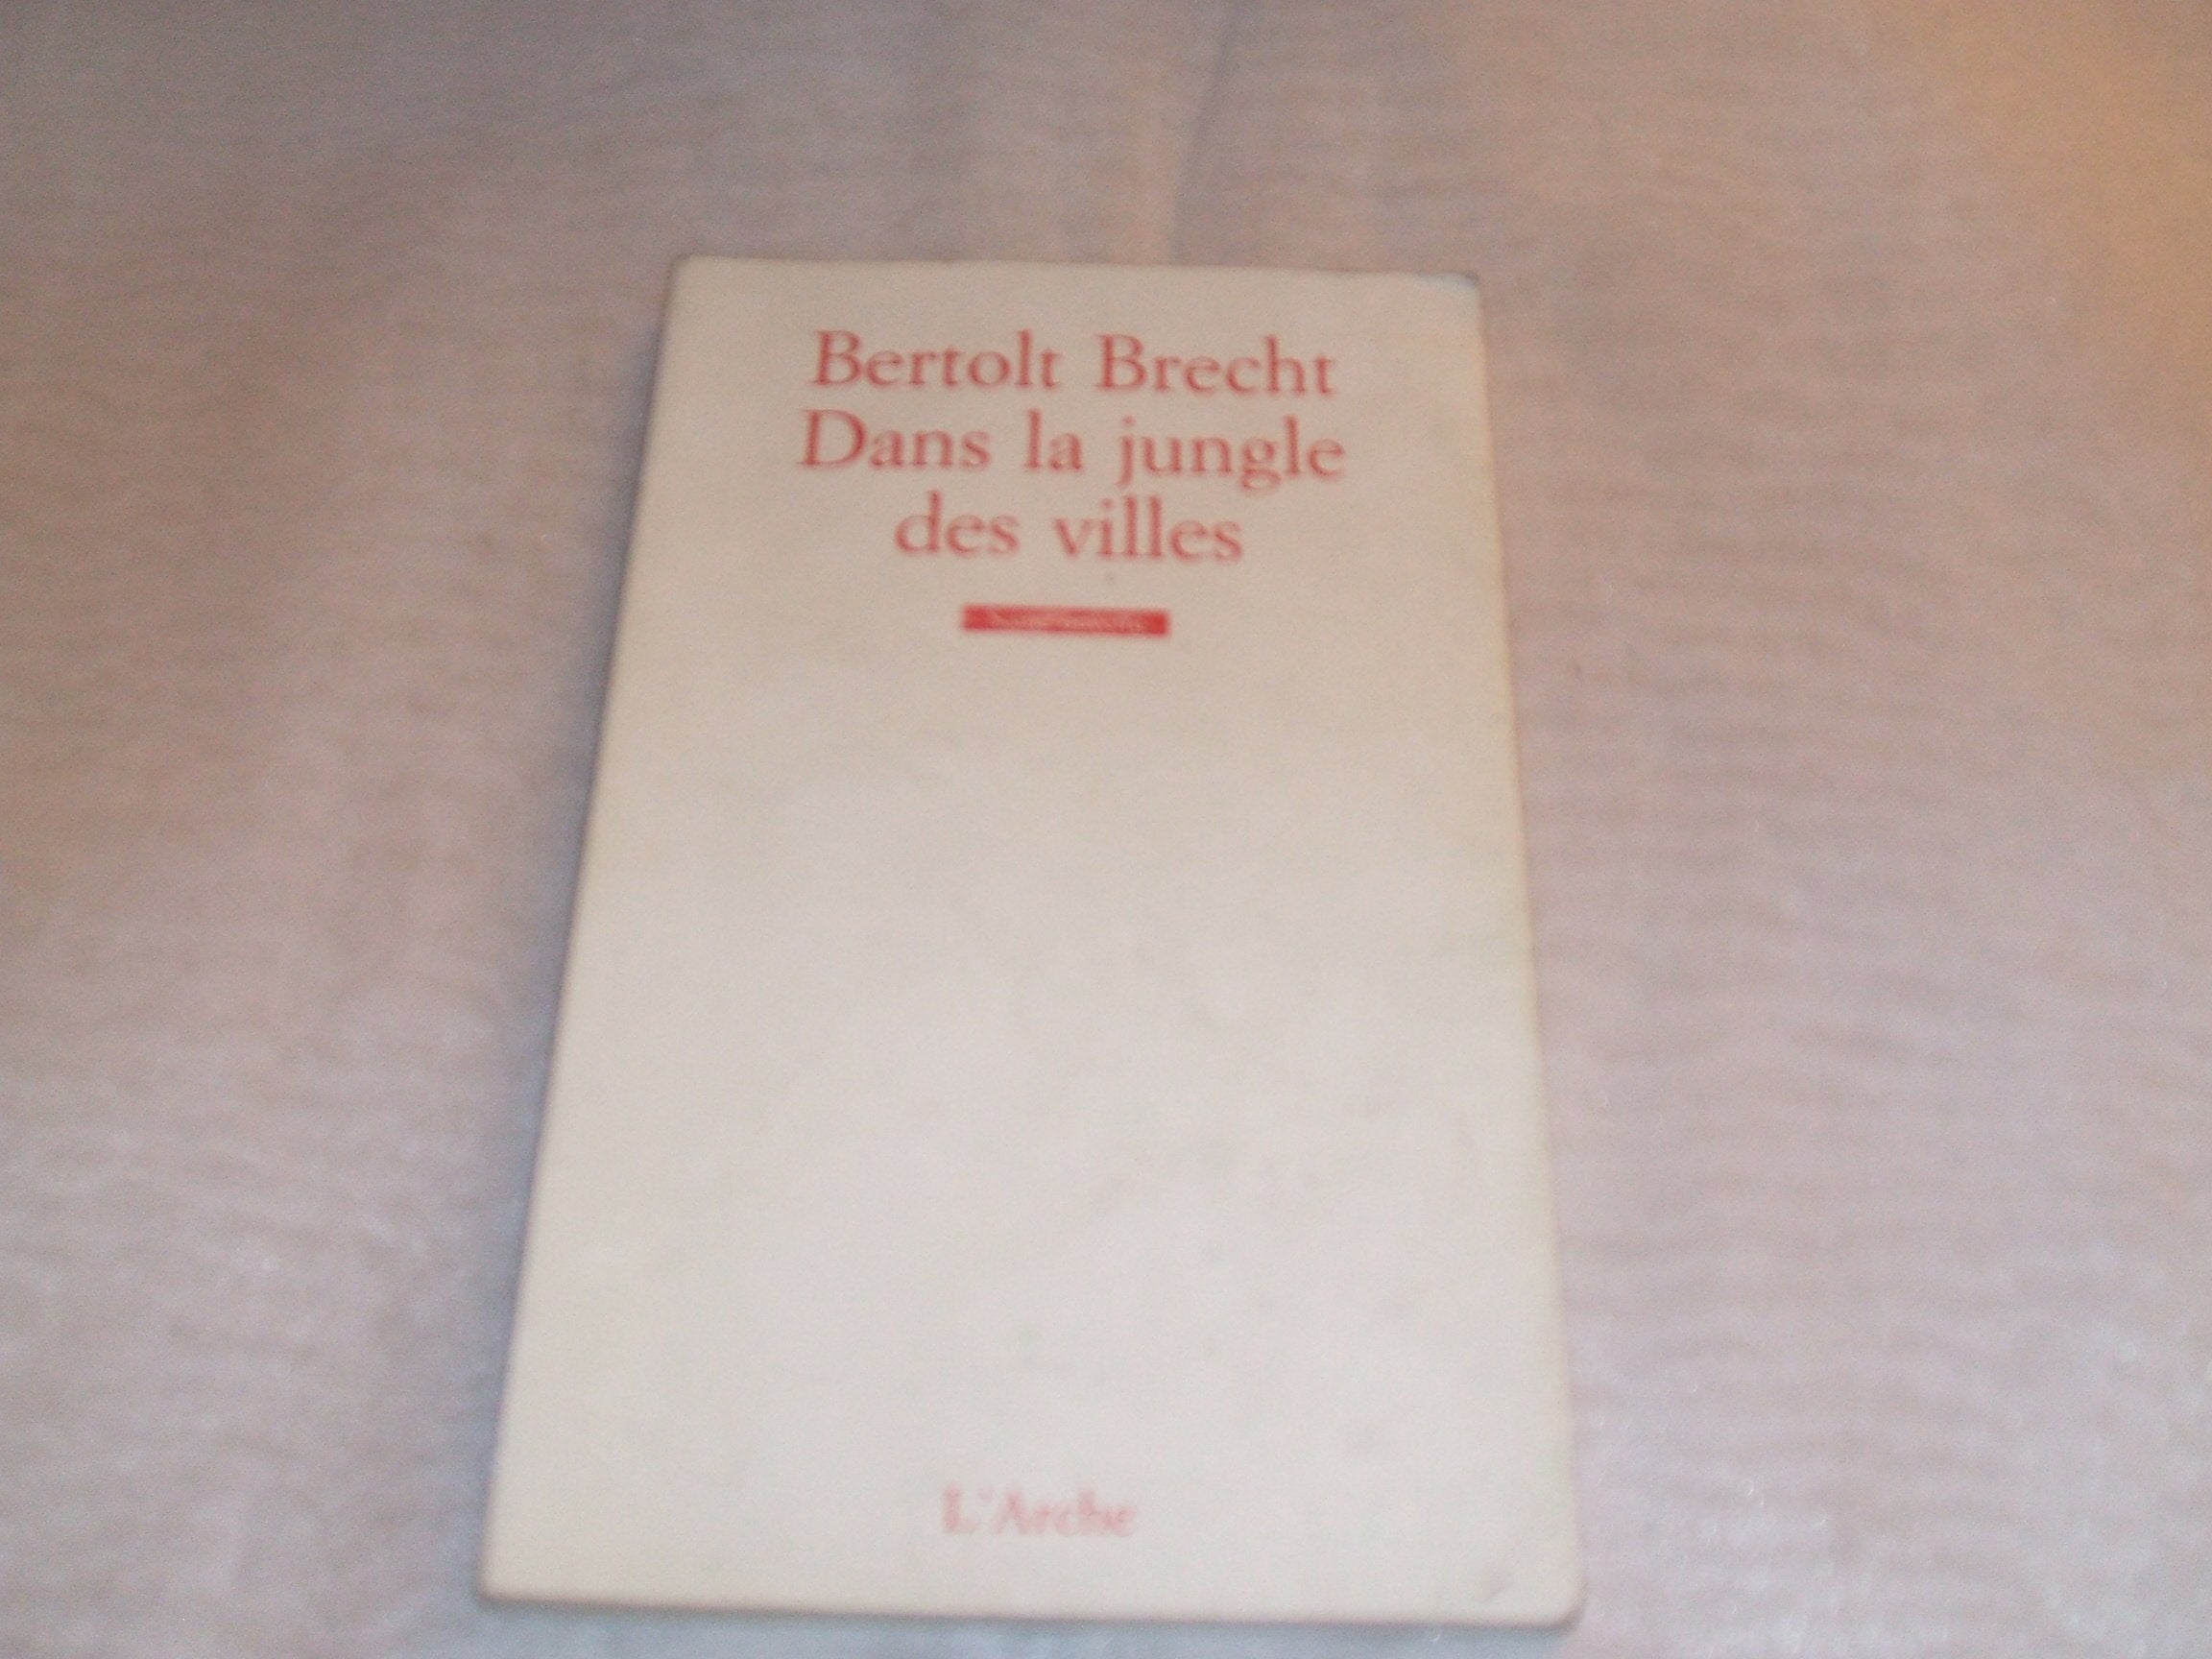 Bertolt Brecht
Dans la jungle
des villes
L'Arche